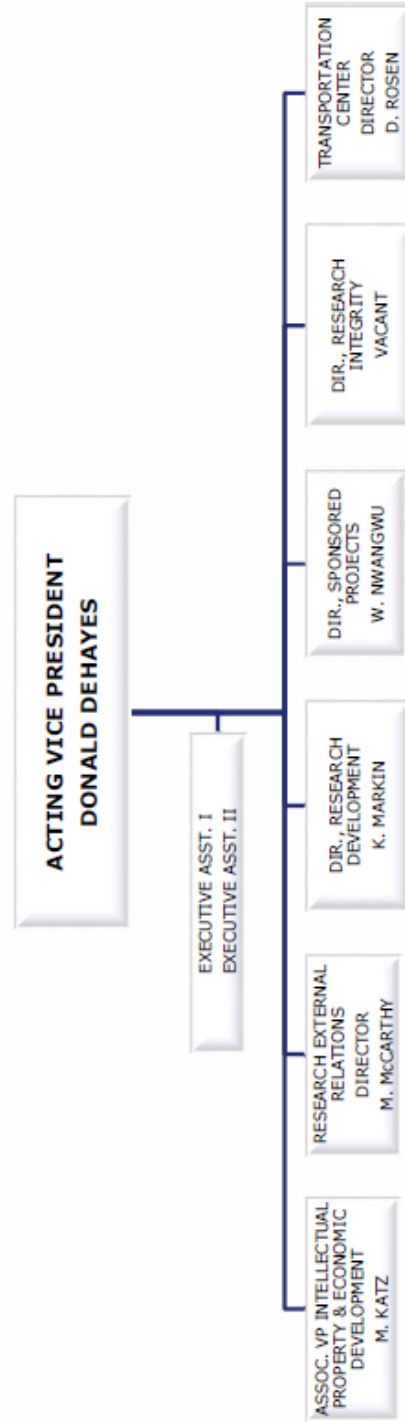 ACTING VICE PRESIDENT
DONALD DEHAYES
EXECUTIVE ASST. I
EXECUTIVE ASST. II
ASSOC. VP INTELLECTUAL
PROPERTY & ECONOMIC
DEVELOPMENT
M. KATZ
RESEARCH EXTERNAL
RELATIONS
DIRECTOR
M. McCARTHY
DIR., RESEARCH
DEVELOPMENT
K. MARKIN
DIR., SPONSORED
PROJECTS
W. NWANGWU
DIR., RESEARCH
INTEGRITY
VACANT
TRANSPORTATION
CENTER
DIRECTOR
D. ROSEN